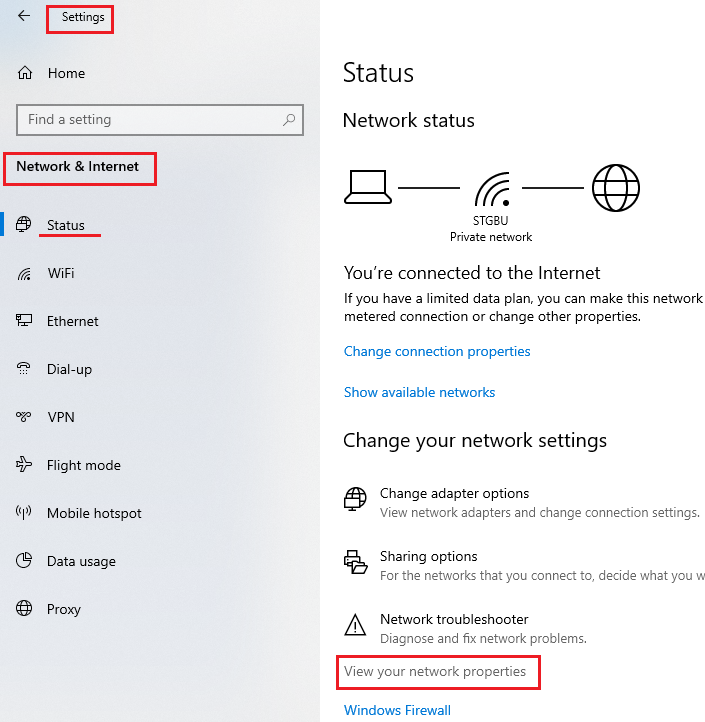 Settings
Home
Find a setting
Network & Internet
Status
WiFi
Ethernet
Dial-up
VPN
Flight mode
Mobile hotspot
Data usage
Proxy
Status
Network status
STGBU
Private network
You're connected to the Internet
If you have a limited data plan, you can make this network
metered connection or change other properties.
Change connection properties
Show available networks
Change your network settings
Change adapter options
View network adapters and change connection settings.
Sharing options
For the networks that you connect to, decide what you w
Network troubleshooter
Diagnose and fix network problems.
View your network properties
Windows Firewall